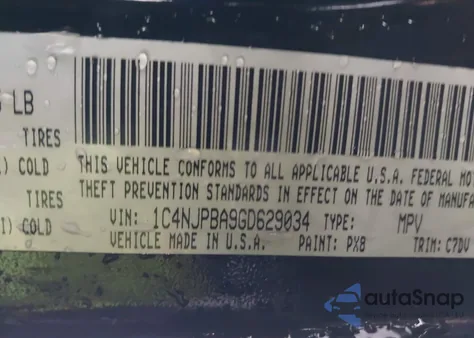 LB
TIRES
) COLD
TIRES
I) COLD
THIS VEHICLE CONFORMS TO ALL APPLICABLE U.S.A. FEDERAL MO
THEFT PREVENTION STANDARDS IN EFFECT ON THE DATE OF MANUFA
VIN: 1C4NJPBA9GD629034 TYPE: MPV
VEHICLE MADE IN U.S.A. PAINT: PX8 TRIM: C7DV
autaSnap